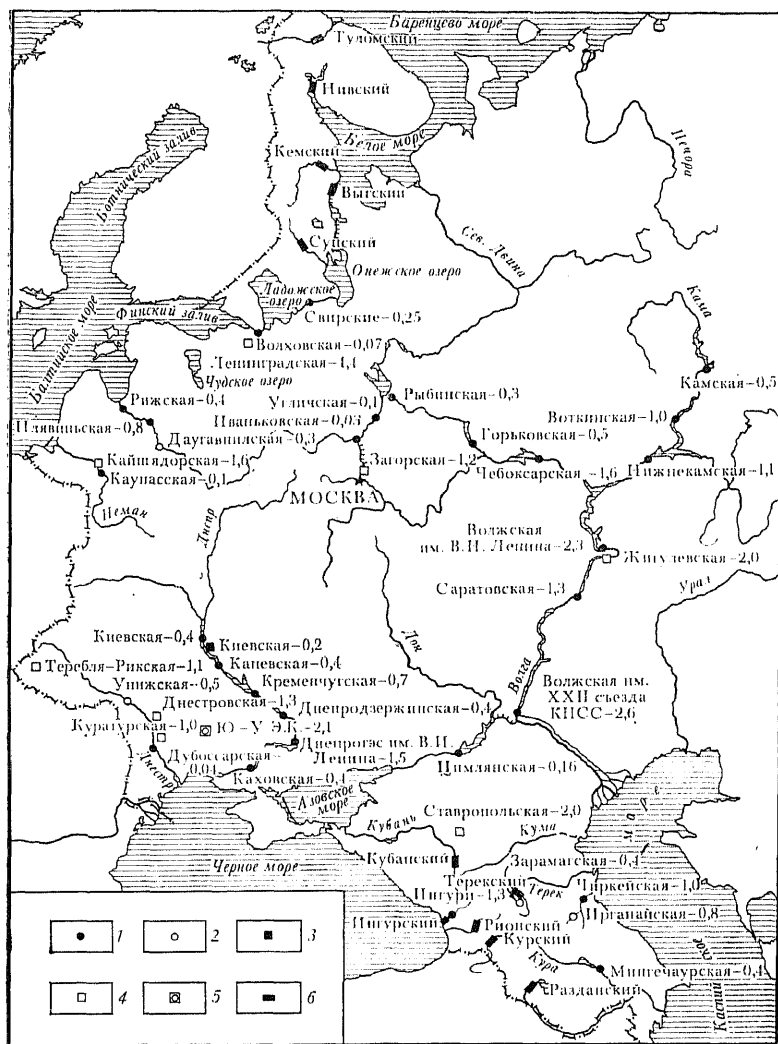 Баренцево море
Туломский
Нивский
Печора
Белое море
Ботнический залив
Кемский
Выгский
Сев. Двина
Сунский
Онежское озеро
Кама
Ладожское
озеро
Финский залив
Свирские-0,25
Балтийское море
Волховская-0,07
Ленинградская-1,1
Чудское озеро
Камская-0,5
Рижская-0,4
Угличская-0,1
Рыбинская-0,3
Плявиньская-0,8
Иваньковская-0,03
Воткинская-1,0
Даугавпилская-0,3
Горьковская-0,5
Кайшядорская-1,6
Загорская-1,2
Чебоксарская-1,6
Нижнекамская-1,1
Каунасская-0,1
МОСКВА
Неман
Днепр
Волжская
им. В.И. Ленина-2,3
Жигулевская-2,0
Саратовская-1,3
Урал
Киевская-0,4
Киевская-0,2
Дон
Волга
Теребля-Рикская-1,1
Каневская-0,4
Волжская им.
XXII съезда
КПСС-2,6
Унижская-0,5
Кременчугская-0,7
Днестровская-1,3
Днепродзержинская-0,4
Ю-У Э.К.-2,1
Кугатурская-1,0
Днепрогэс им. В.И.
Ленина-1,5
Дубоссарская
0,04
Днестр
Каховская-0,4
Цимлянская-0,16
Азовское
море
Ставропольская-2,0
Кубань
Кума
море
Черное море
Кубанский
Зарамагская-0,4
Терекский
Терек
Чиркейская-1,0
Ингури-1,3
Ирганайская-0,8
Ингурский
Рионский
Курский
Кура
Мингечаурская-0,4
Разданский
Каспийское
1
2
3
4
5
6